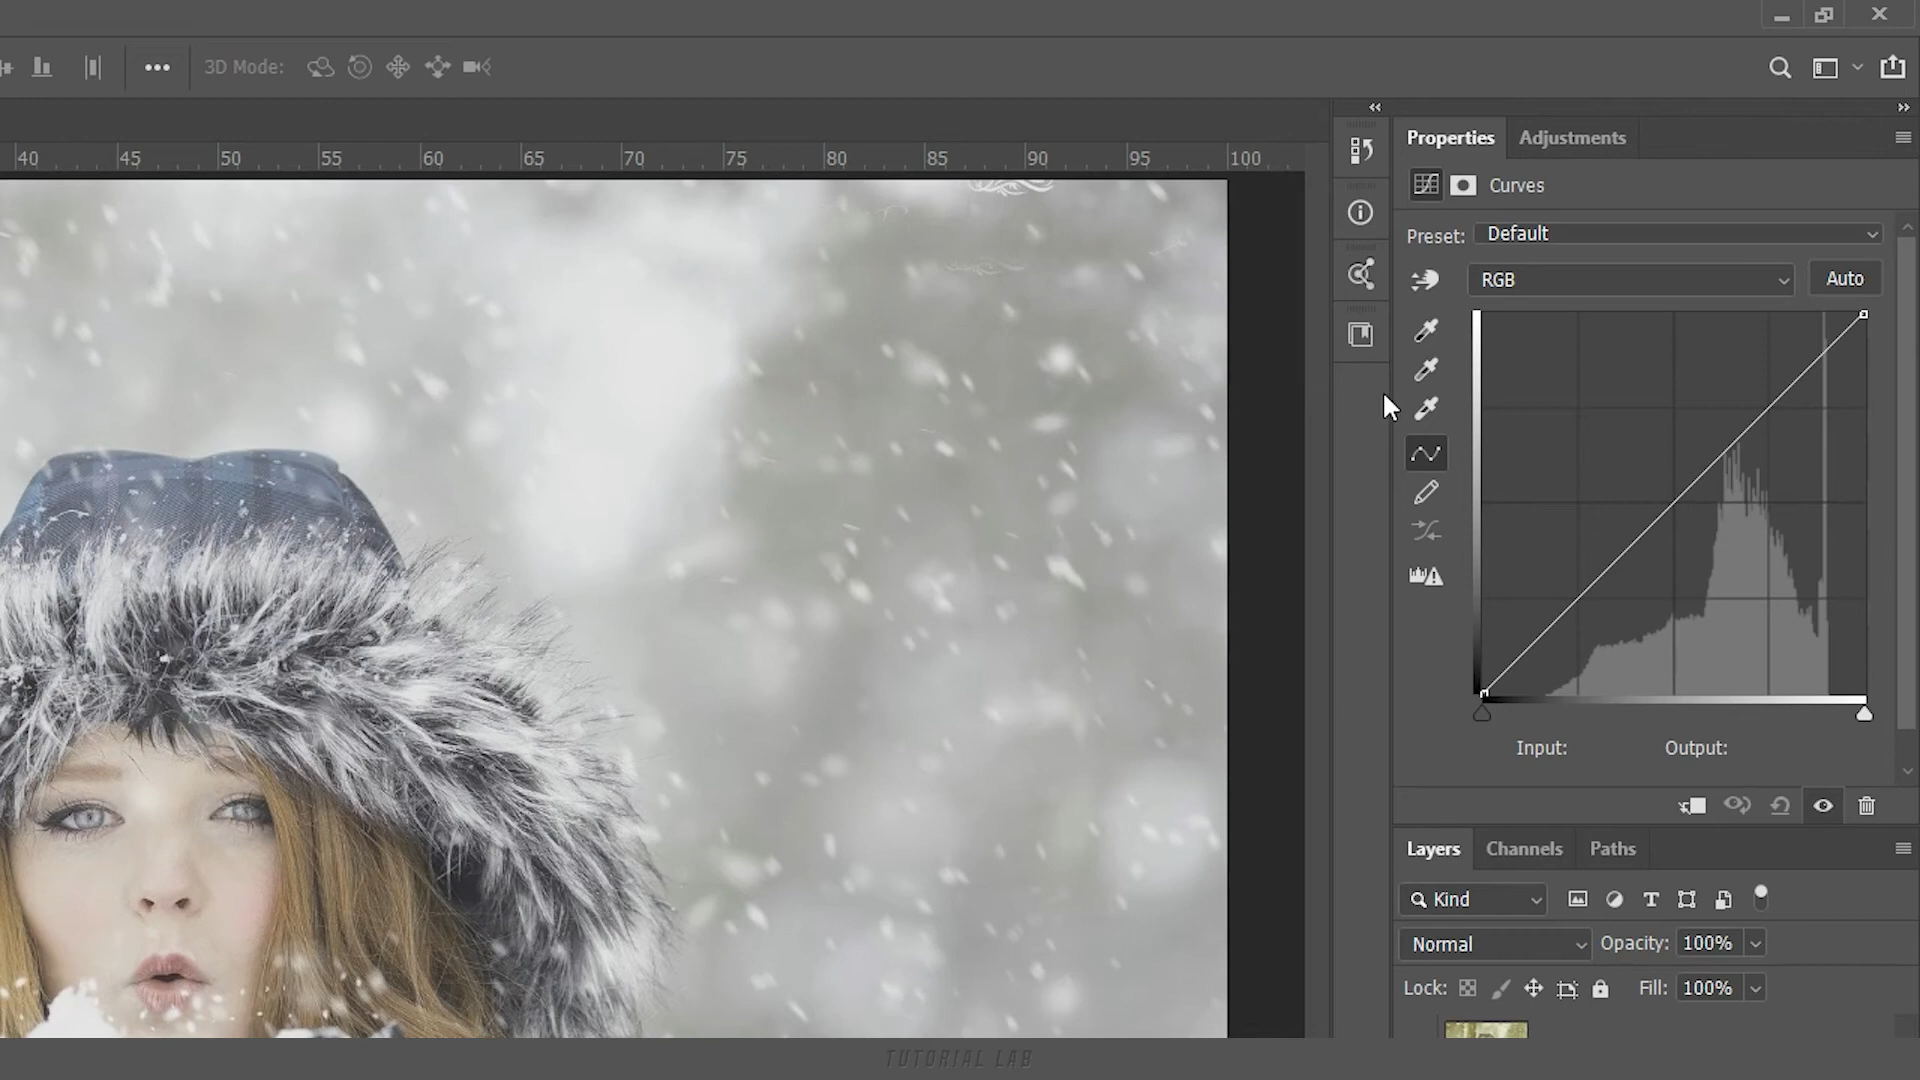 3D Mode:
40 45 50 55 60 65 70 75 80 85 90 95 100
Properties Adjustments
Curves
Preset: Default
RGB Auto
Input: Output:
Layers Channels Paths
Kind T
Normal Opacity: 100%
Lock: Fill: 100%
TUTORIAL LAB